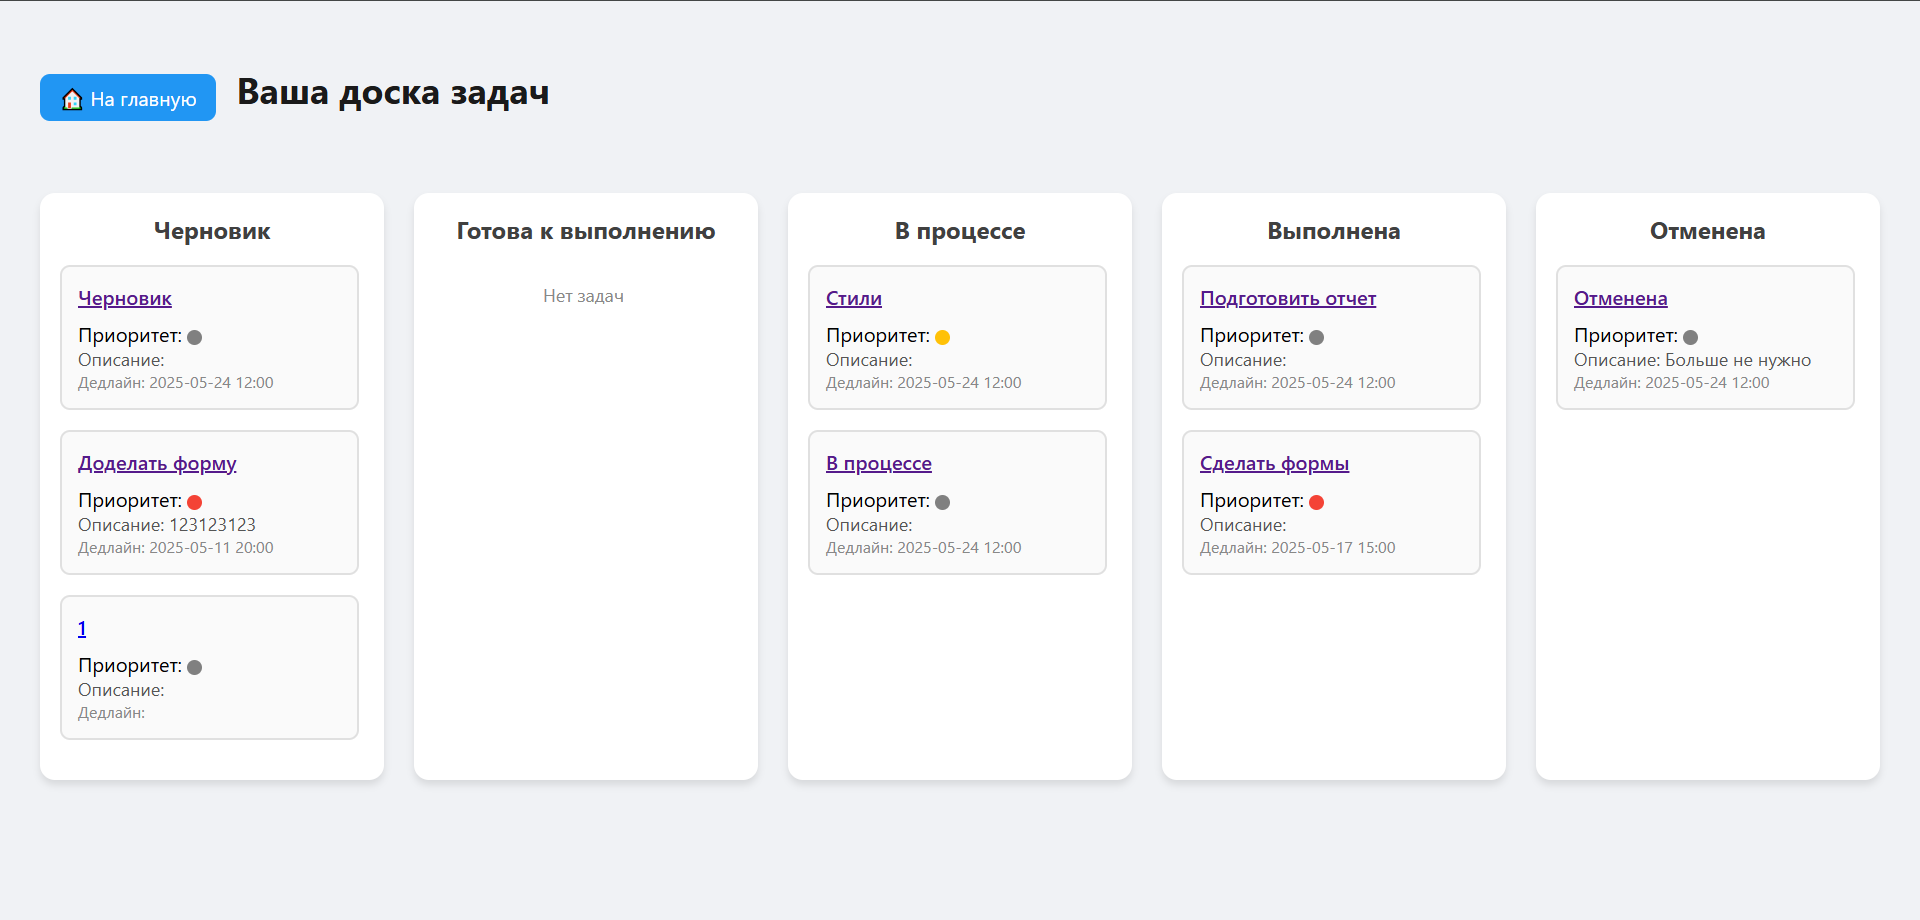 На главную
Ваша доска задач
Черновик
Черновик
Приоритет:
Описание:
Дедлайн: 2025-05-24 12:00
Доделать форму
Приоритет:
Описание: 123123123
Дедлайн: 2025-05-11 20:00
1
Приоритет:
Описание:
Дедлайн:
Готова к выполнению
Нет задач
В процессе
Стили
Приоритет:
Описание:
Дедлайн: 2025-05-24 12:00
В процессе
Приоритет:
Описание:
Дедлайн: 2025-05-24 12:00
Выполнена
Подготовить отчет
Приоритет:
Описание:
Дедлайн: 2025-05-24 12:00
Сделать формы
Приоритет:
Описание:
Дедлайн: 2025-05-17 15:00
Отменена
Отменена
Приоритет:
Описание: Больше не нужно
Дедлайн: 2025-05-24 12:00